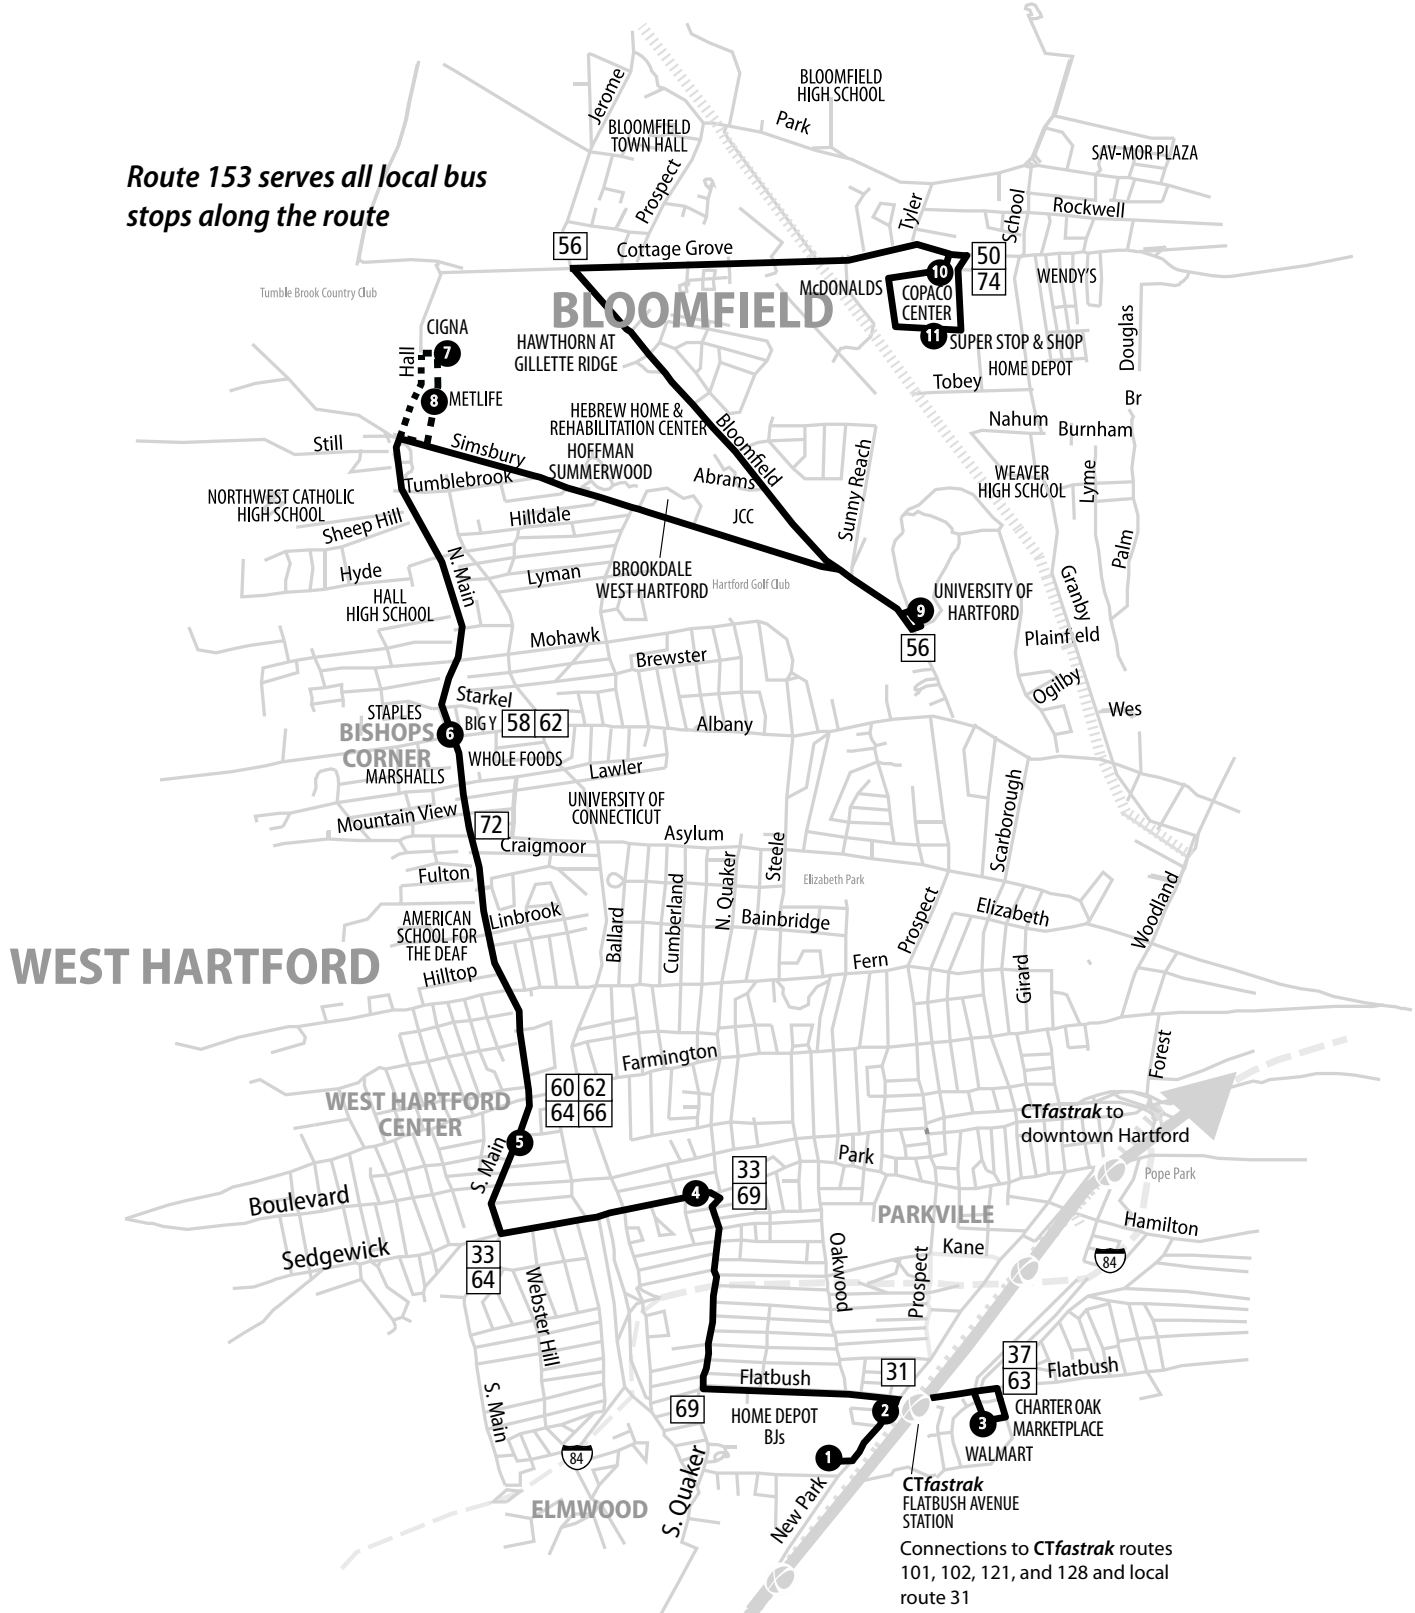 Route 153 serves all local bus
stops along the route
Jerome
BLOOMFIELD
TOWN HALL
Prospect
BLOOMFIELD
HIGH SCHOOL
Park
SAV-MOR PLAZA
Tyler
School
Rockwell
56
Cottage Grove
50
74
WENDY'S
10
McDONALDS
COPACO
CENTER
11
SUPER STOP & SHOP
HOME DEPOT
Douglas
Tumble Brook Country Club
BLOOMFIELD
CIGNA
Hall
7
HAWTHORN AT
GILLETTE RIDGE
8
METLIFE
Tobey
Br
Nahum
Burnham
HEBREW HOME &
REHABILITATION CENTER
Bloomfield
Still
Simsbury
HOFFMAN
SUMMERWOOD
Abrams
Sunny Reach
WEAVER
HIGH SCHOOL
Lyme
Tumblebrook
NORTHWEST CATHOLIC
HIGH SCHOOL
Sheep Hill
Hilldale
JCC
Palm
Hyde
N. Main
Lyman
BROOKDALE
WEST HARTFORD
Hartford Golf Club
Granby
HALL
HIGH SCHOOL
9
UNIVERSITY OF
HARTFORD
56
Plainfield
Mohawk
Brewster
Ogilby
Starkel
STAPLES
BISHOPS
CORNER
6
BIG Y
58 62
Albany
Wes
WHOLE FOODS
MARSHALLS
Lawler
Mountain View
UNIVERSITY OF
CONNECTICUT
Scarborough
72
Craigmoor
Asylum
Steele
Fulton
N. Quaker
Cumberland
Elizabeth Park
Prospect
Elizabeth
Woodland
AMERICAN
SCHOOL FOR
THE DEAF
Linbrook
Ballard
Bainbridge
WEST HARTFORD
Hilltop
Fern
Girard
Farmington
Forest
60 62
64 66
WEST HARTFORD
CENTER
CTfastrak to
downtown Hartford
5
S. Main
Park
Pope Park
Boulevard
4
33
69
PARKVILLE
Hamilton
Sedgewick
33
64
Webster Hill
Oakwood
Prospect
Kane
84
37
63
Flatbush
31
Flatbush
S. Main
69
HOME DEPOT
BJs
2
3
CHARTER OAK
MARKETPLACE
WALMART
84
1
ELMWOOD
S. Quaker
New Park
CTfastrak
FLATBUSH AVENUE
STATION
Connections to CTfastrak routes
101, 102, 121, and 128 and local
route 31